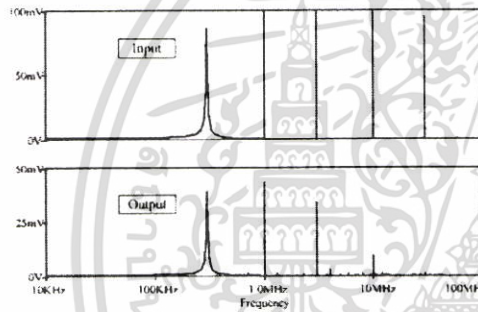 100mV
Input
50mV
0V
50mV
Output
25mV
0V
10KHz 100KHz 1.0MHz 10MHz 100MHz
Frequency